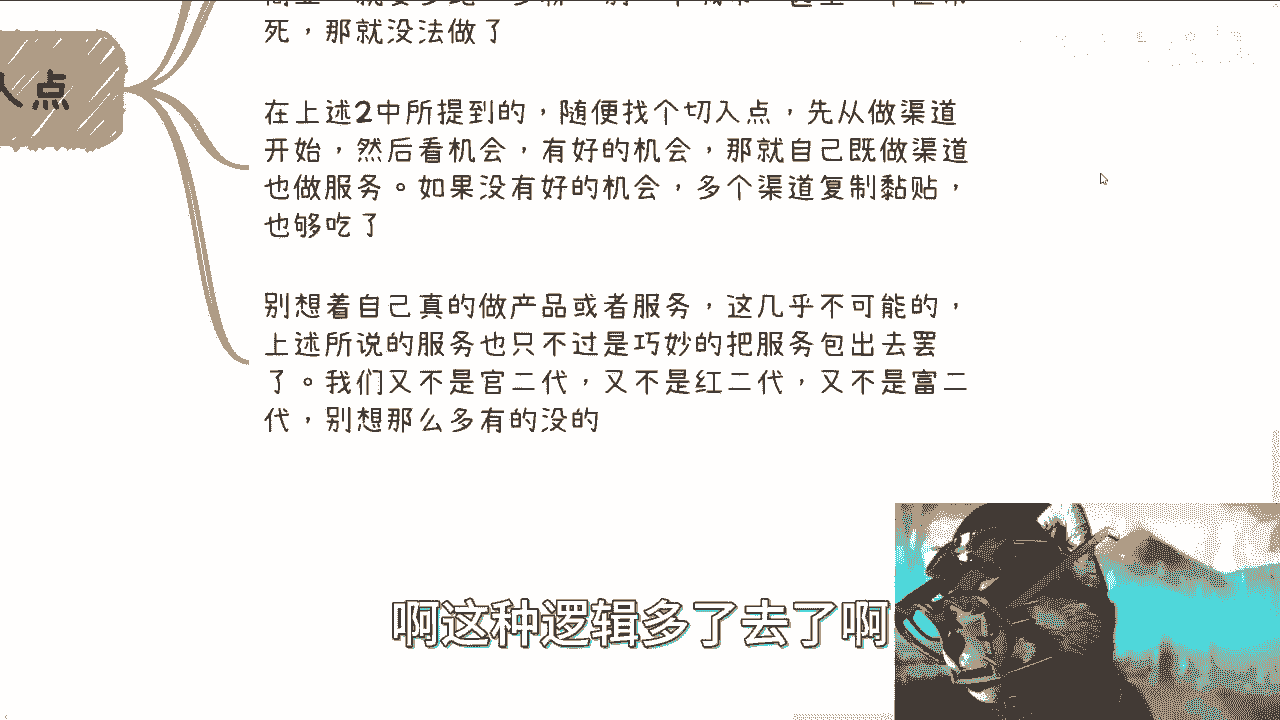 死，那就没法做了
人点
在上述2中所提到的，随便找个切入点，先从做渠道
开始，然后看机会，有好的机会，那就自己既做渠道
也做服务。如果没有好的机会，多个渠道复制黏贴，
也够吃了
别想着自己真的做产品或者服务，这几乎不可能的，
上述所说的服务也只不过是巧妙的把服务包出去罢
了。我们又不是官二代，又不是红二代，又不是富二
代，别想那么多有的没的
啊这种逻辑多了去了啊